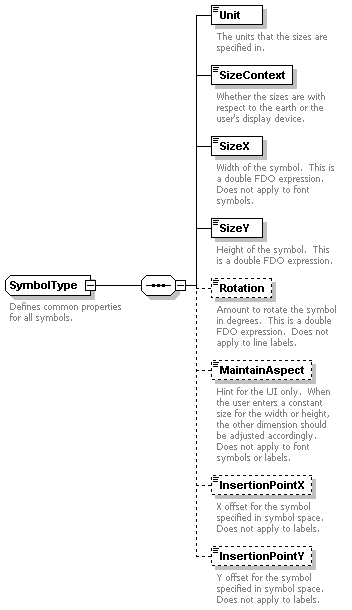 Unit
The units that the sizes are
specified in.
SizeContext
Whether the sizes are with
respect to the earth or the
user's display device.
SizeX
Width of the symbol.  This is
a double FDO expression.
Does not apply to font
symbols.
SizeY
Height of the symbol.  This
is a double FDO expression.
SymbolType
Defines common properties
for all symbols.
Rotation
Amount to rotate the symbol
in degrees.  This is a double
FDO expression.  Does not
apply to line labels.
MaintainAspect
Hint for the UI only.  When
the user enters a constant
size for the width or height,
the other dimension should
be adjusted accordingly.
Does not apply to font
symbols or labels.
InsertionPointX
X offset for the symbol
specified in symbol space.
Does not apply to labels.
InsertionPointY
Y offset for the symbol
specified in symbol space.
Does not apply to labels.